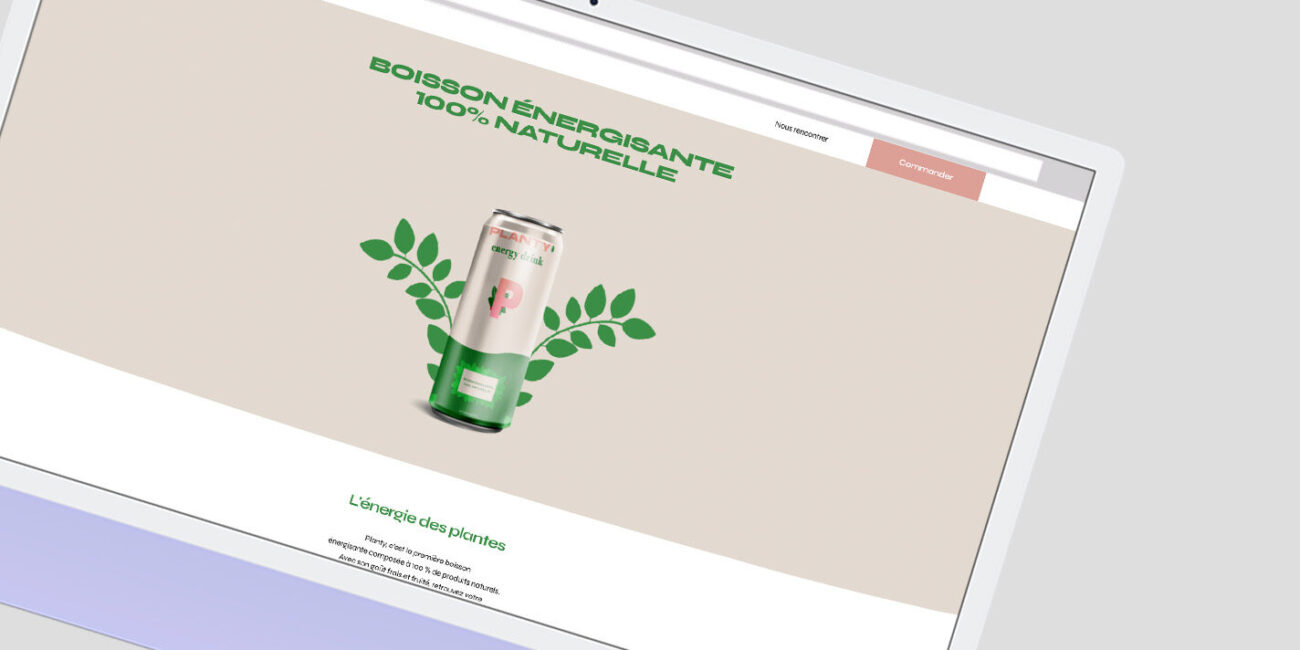 Nous rencontrer
Commander
BOISSON ÉNERGISANTE
100% NATURELLE
PLANTY
energy drink
P
L'énergie des plantes
Planty, c'est la première boisson
énergisante composée à 100 % de produits naturels.
Avec son goût frais et fruité, retrouvez votre